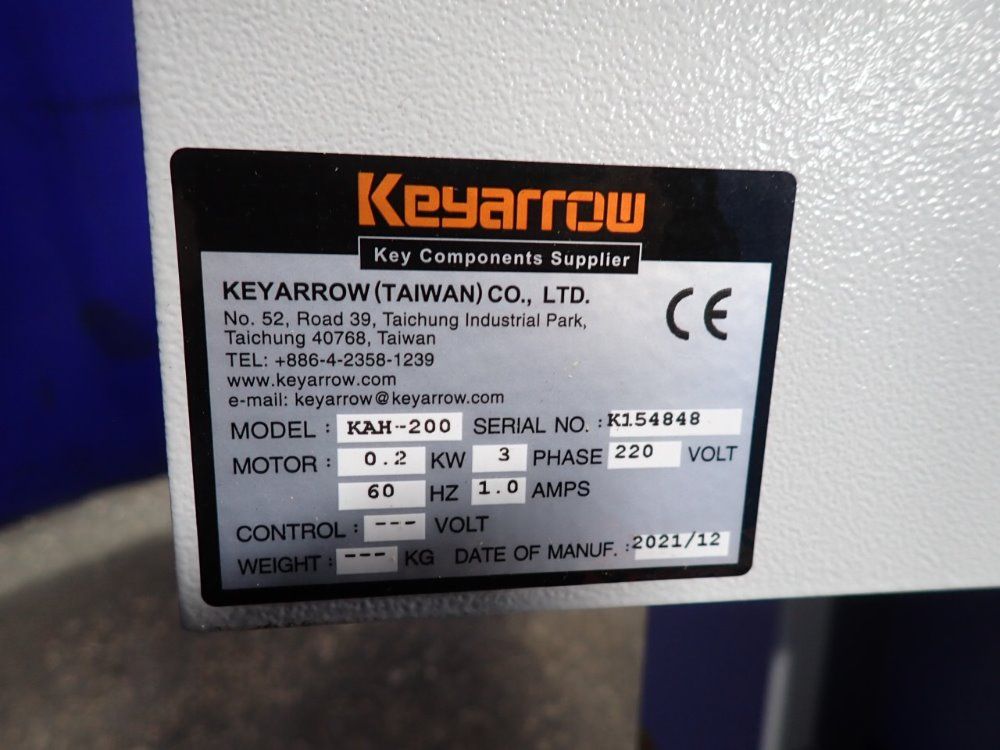 Keyarrow
Key Components Supplier
KEYARROW (TAIWAN) CO., LTD.
No. 52, Road 39, Taichung Industrial Park,
Taichung 40768, Taiwan
TEL: +886-4-2358-1239
www.keyarrow.com
e-mail: keyarrow@keyarrow.com
CE
MODEL : KAH-200 SERIAL NO. : K154848
MOTOR : 0.2 KW 3 PHASE 220 VOLT
60 HZ 1.0 AMPS
CONTROL : --- VOLT
WEIGHT : --- KG DATE OF MANUF. : 2021/12